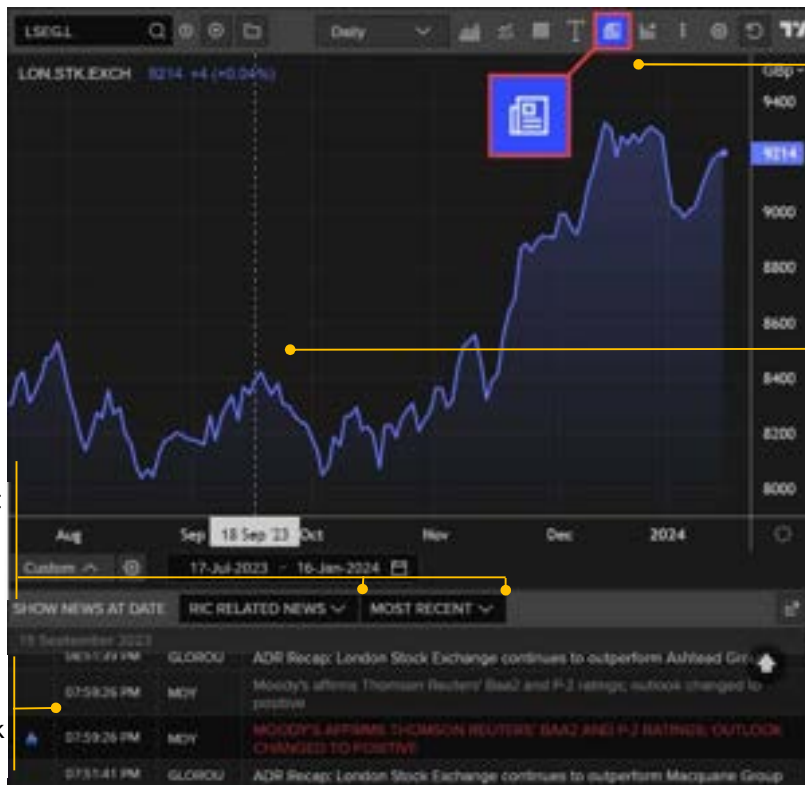 LSEG.L
Daily
T
LON.STK.EXCH 9214 +4 (+0.04%)
GBp
9400
9214
9000
8800
8600
8400
8200
8000
Aug Sep 18 Sep '23 Oct Nov Dec 2024
Custom 17-Jul-2023 - 16-Jan-2024
SHOW NEWS AT DATE RIC RELATED NEWS MOST RECENT
September 2023
PM GLOROU ADR Recap: London Stock Exchange continues to outperform Ashtead
07:59:26 PM MDY Moody's affirms Thomson Reuters' Baa2 and P-2 ratings; outlook changed to
positive
07:59:26 PM MDY MOODY'S AFFIRMS THOMSON REUTERS' BAA2 AND P-2 RATINGS; OUTLOOK
CHANGED TO POSITIVE
07:51:41 PM GLOROU ADR Recap: London Stock Exchange continues to outperform Macquarie Group